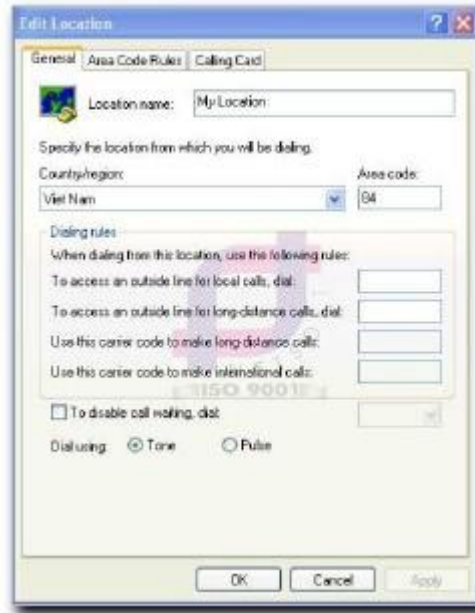 Edit Location
General Area Code Rules Calling Card
Location name: My Location
Specify the location from which you will be dialing.
Country/region: Area code:
Viet Nam 84
Dialing rules
When dialing from this location, use the following rules:
To access an outside line for local calls, dial:
To access an outside line for long-distance calls, dial:
Use this carrier code to make long-distance calls:
Use this carrier code to make international calls:
ISO 9001
To disable call waiting, dial:
Dial using: Tone Pulse
OK Cancel Apply